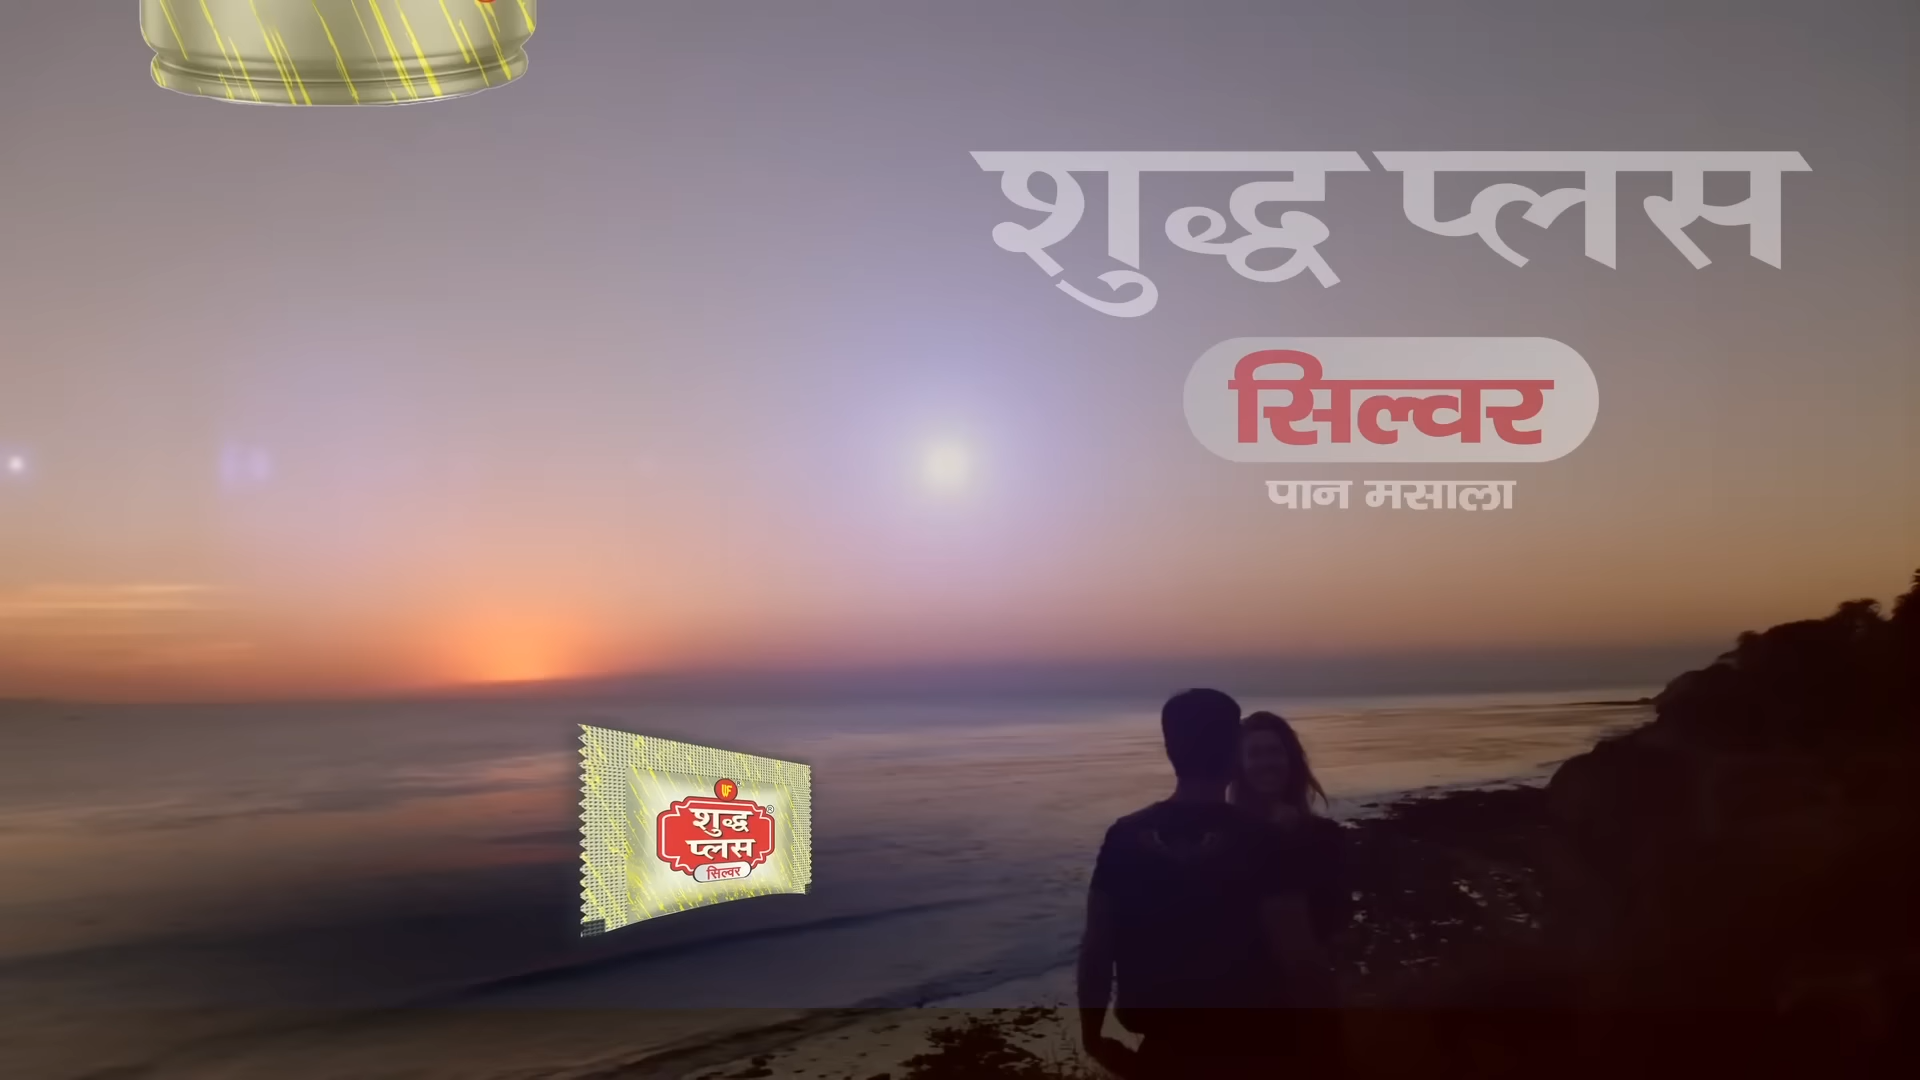 शुद्ध प्लस
सिल्वर
पान मसाला
शुद्ध
प्लस
सिल्वर